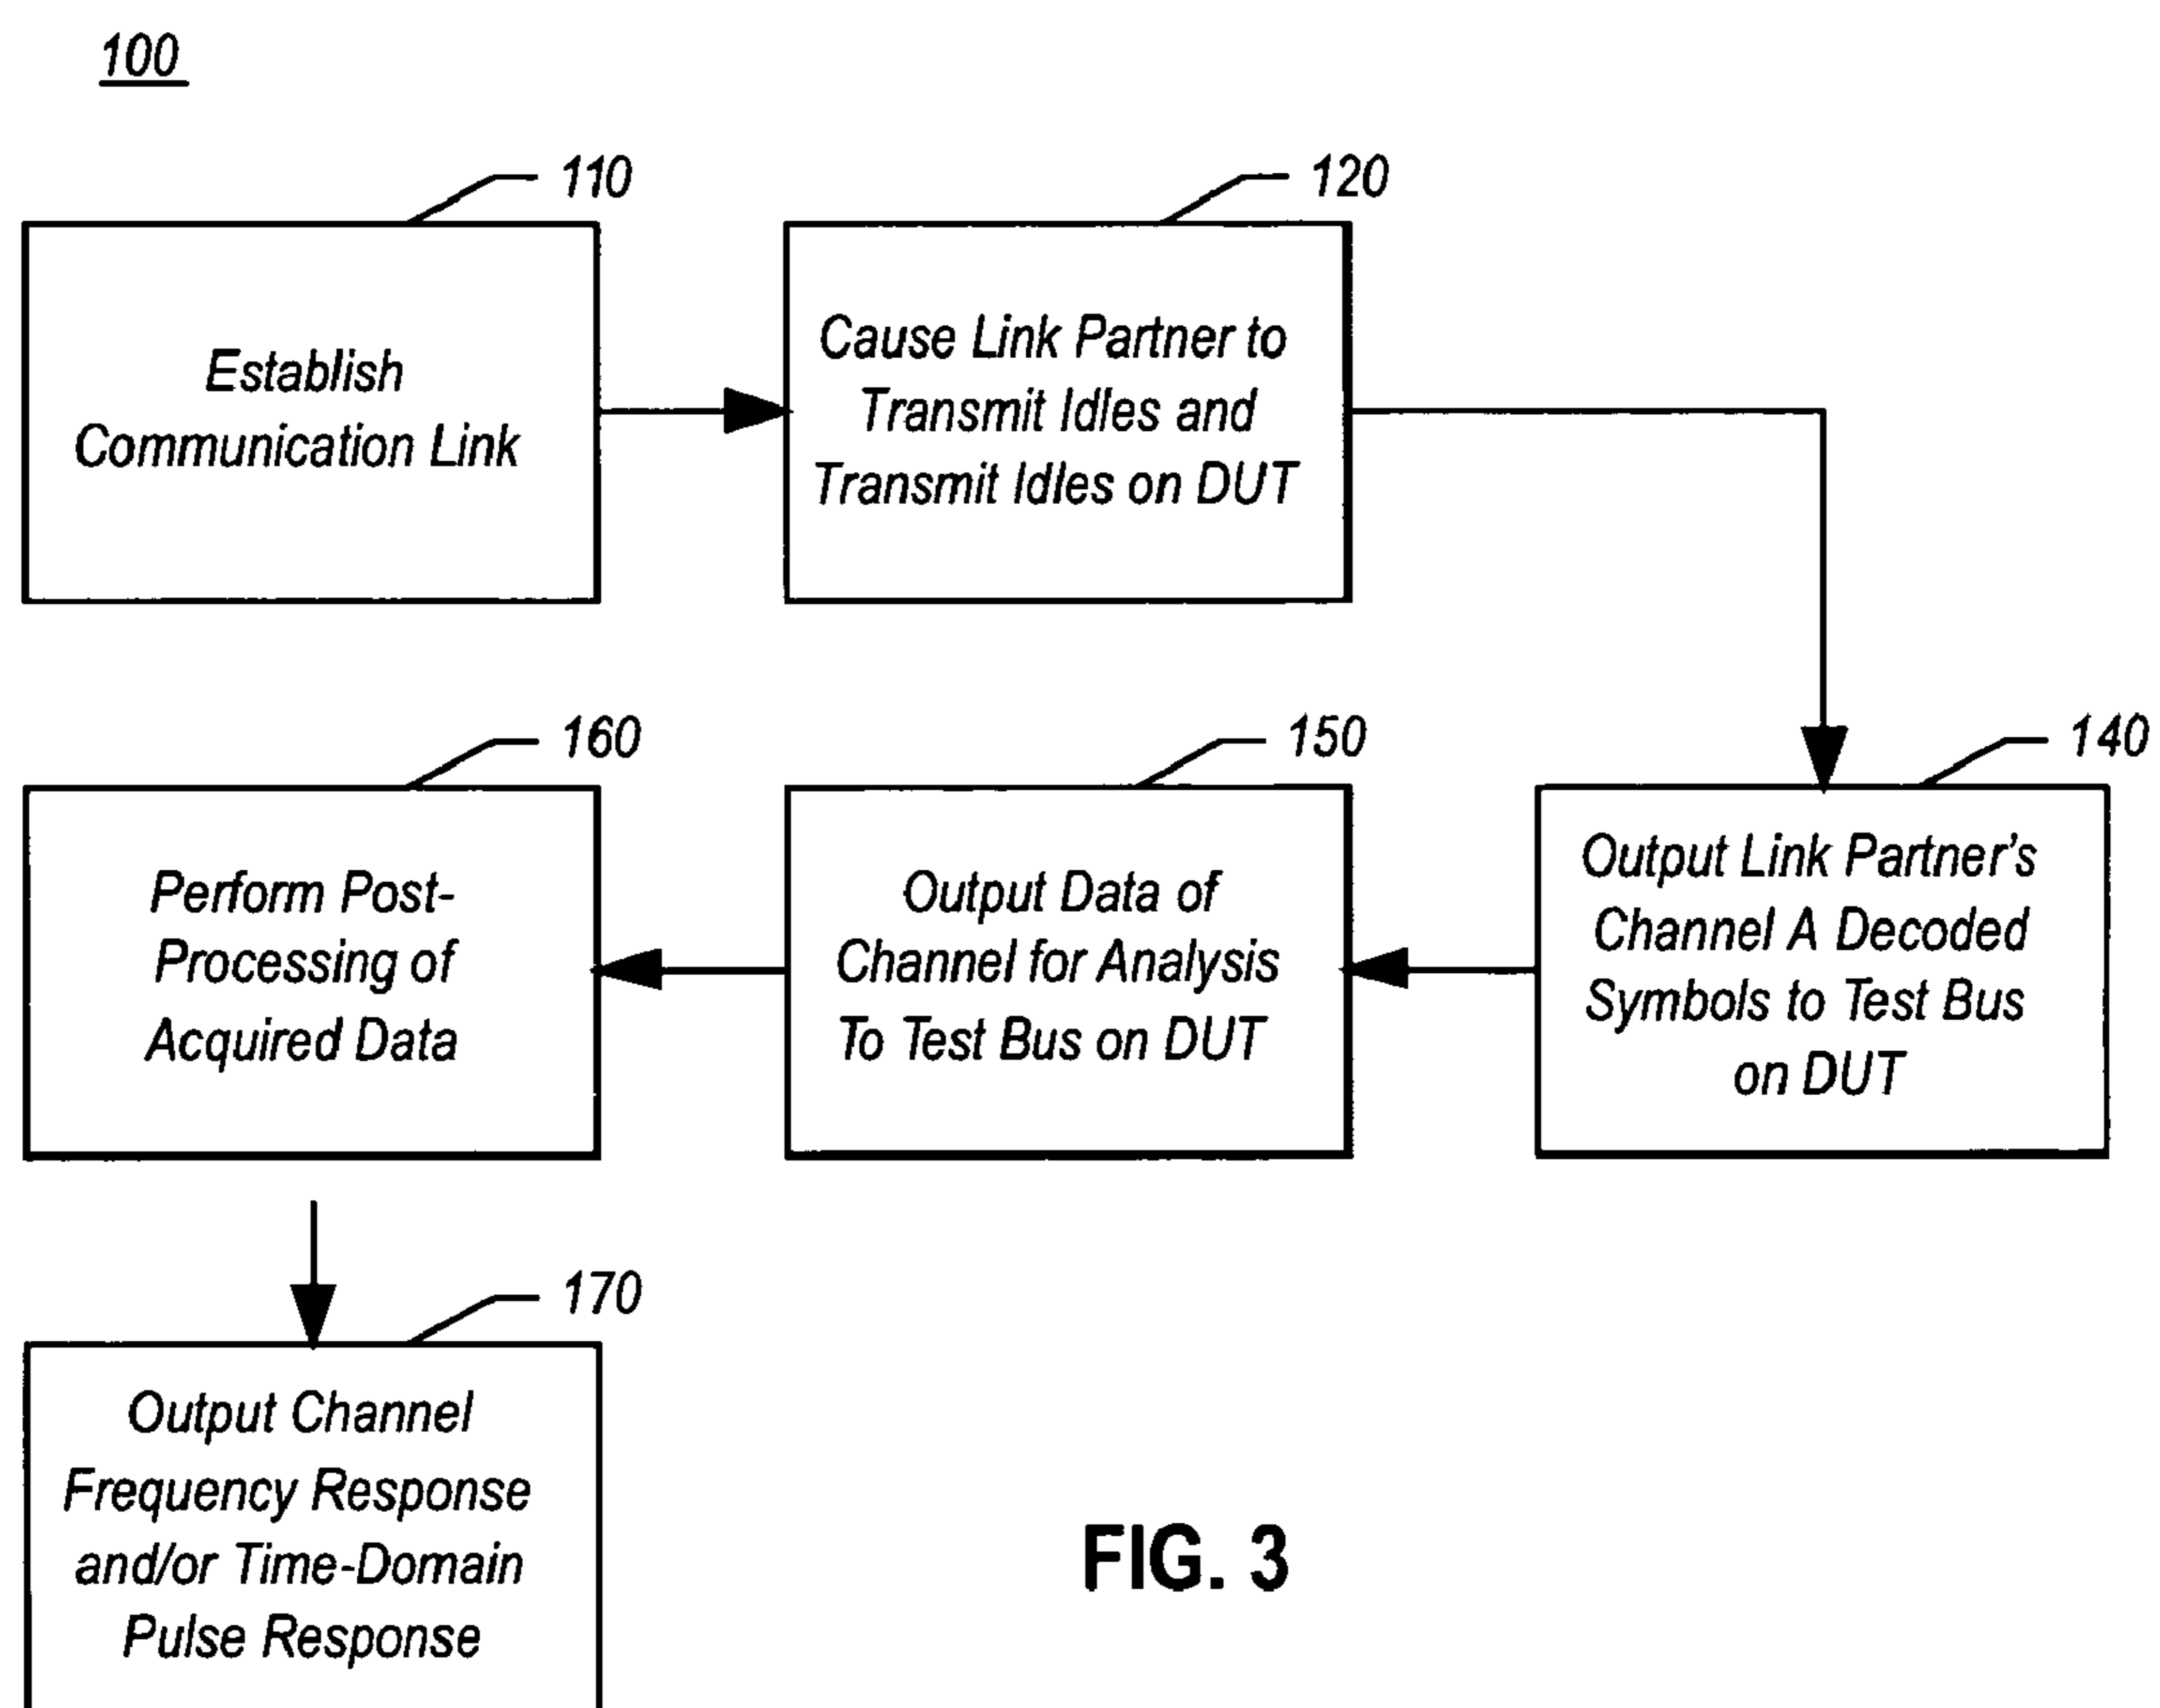 100
110
Establish
Communication Link
120
Cause Link Partner to
Transmit Idles and
Transmit Idles on DUT
140
Output Link Partner's
Channel A Decoded
Symbols to Test Bus
on DUT
150
Output Data of
Channel for Analysis
To Test Bus on DUT
160
Perform Post-
Processing of
Acquired Data
170
Output Channel
Frequency Response
and/or Time-Domain
Pulse Response
FIG. 3